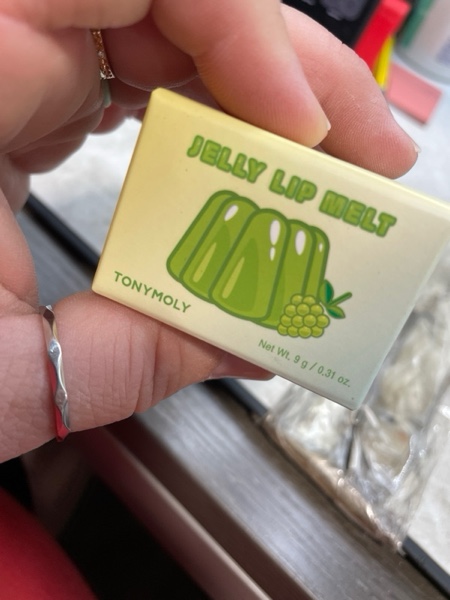 JELLY LIP MELT
TONYMOLY
Net Wt. 9 g / 0.31 oz.